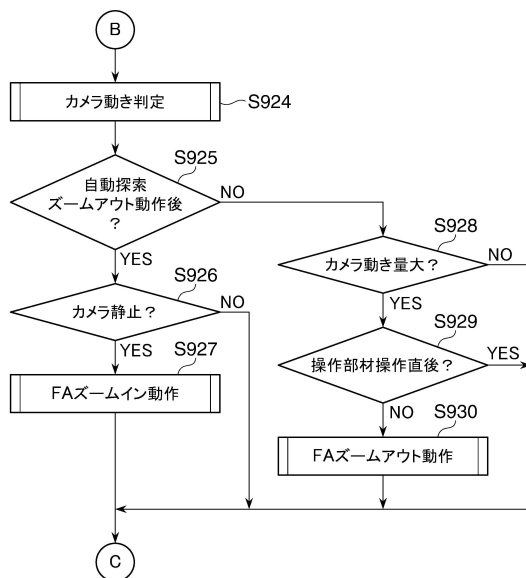 B
カメラ動き判定
S924
S925
自動探索
ズームアウト動作後
?
NO
YES
S926
カメラ静止?
NO
YES
S927
FAズームイン動作
S928
カメラ動き量大?
NO
YES
S929
操作部材操作直後?
YES
NO
S930
FAズームアウト動作
C